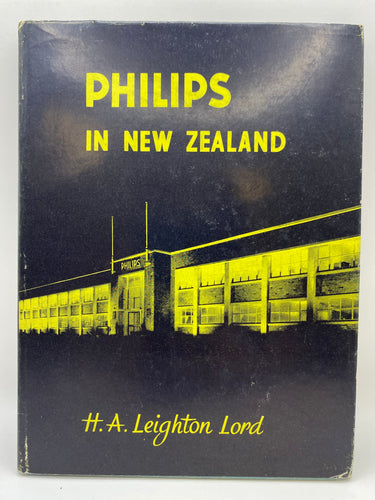 PHILIPS
IN NEW ZEALAND
PHILIPS
H.A. Leighton Lord